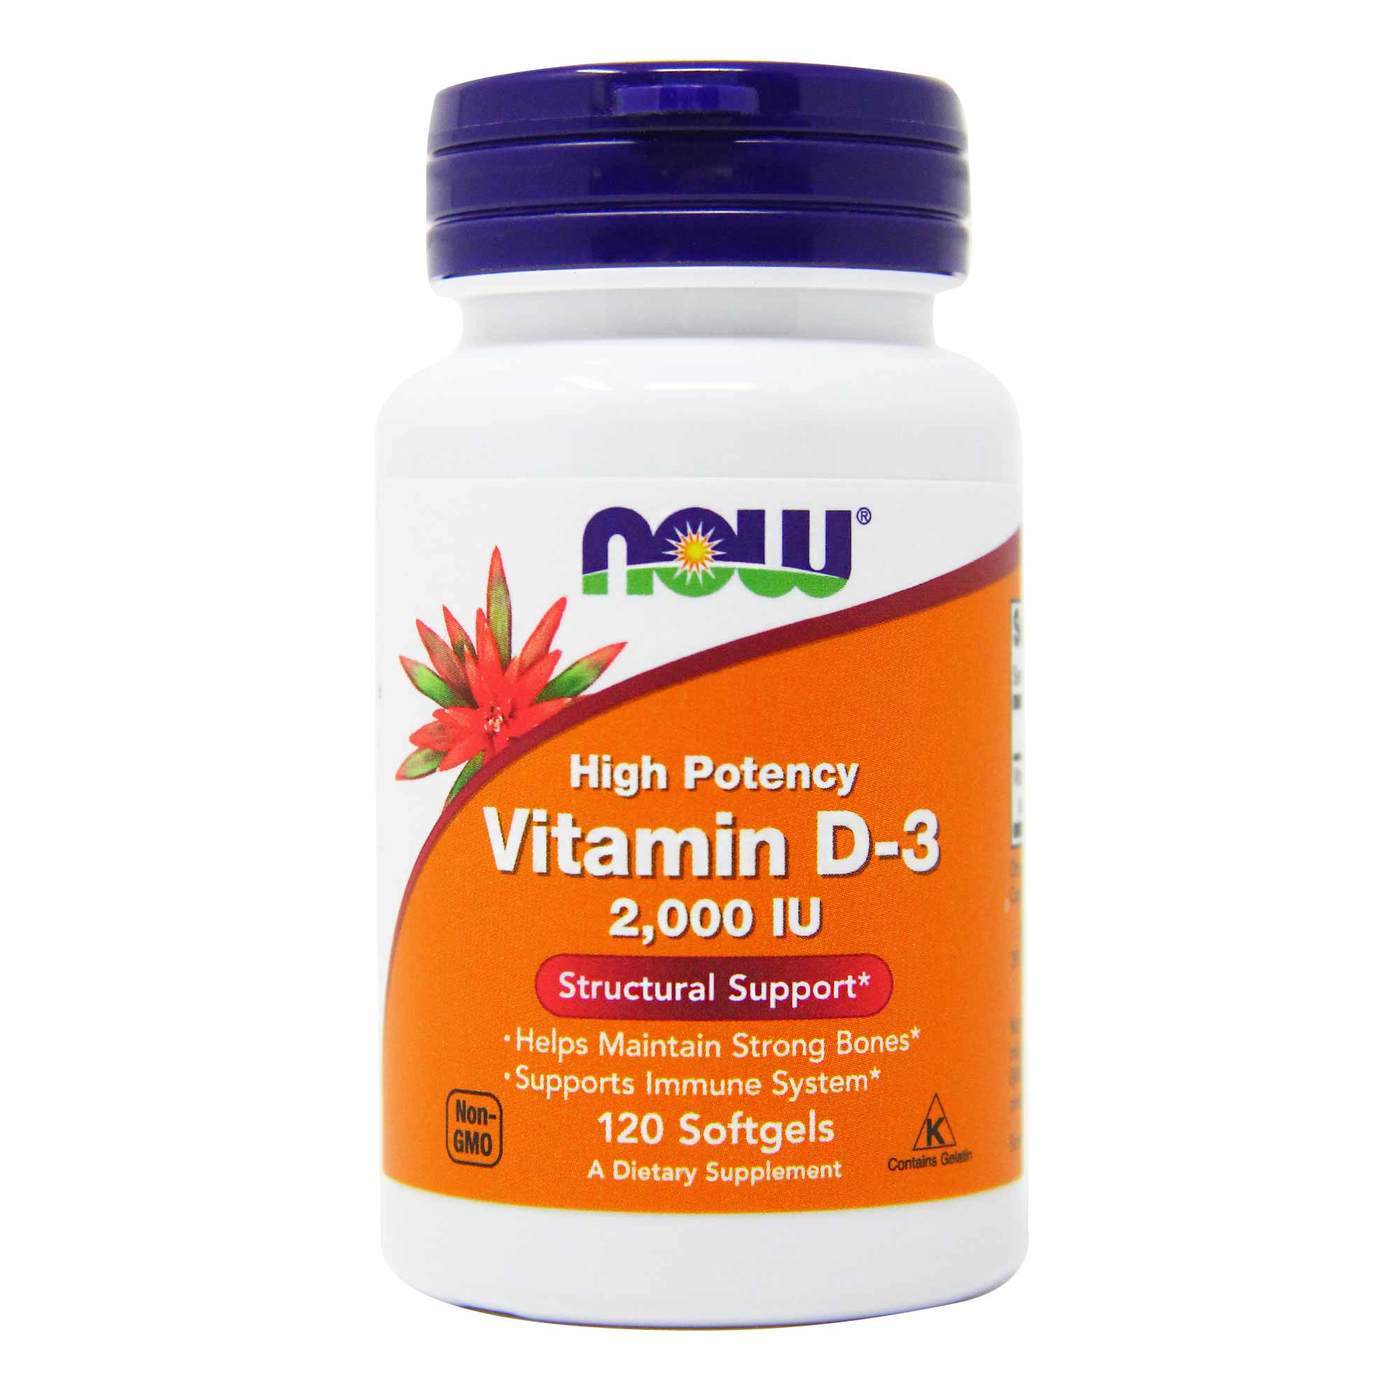 NOW®
High Potency
Vitamin D-3
2,000 IU
Structural Support*
·Helps Maintain Strong Bones*
·Supports Immune System*
Non-
GMO
120 Softgels
A Dietary Supplement
K
Contains Gelatin